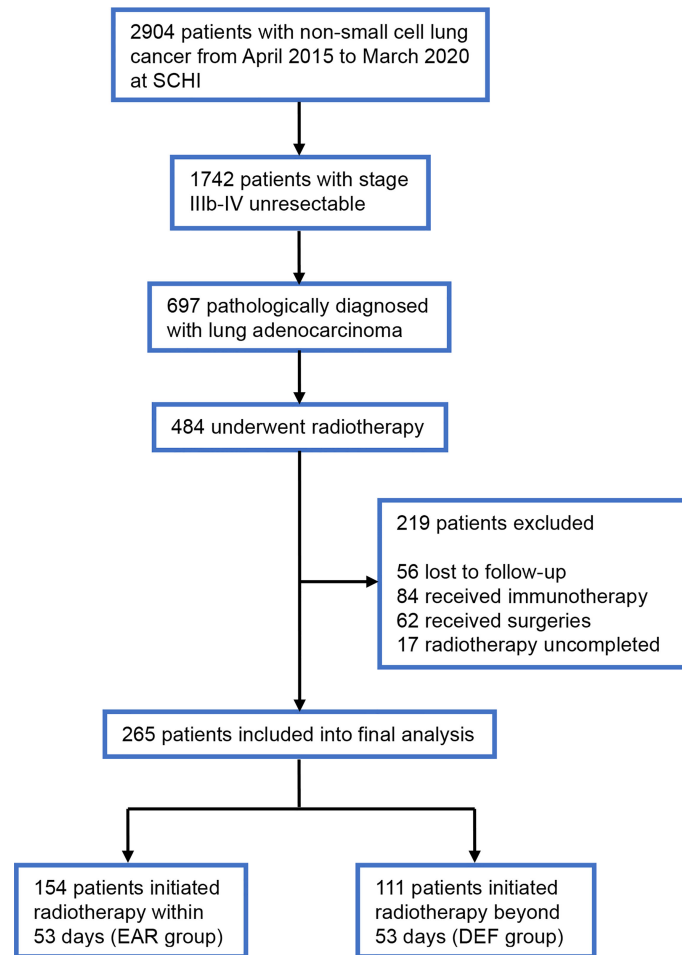 2904 patients with non-small cell lung
cancer from April 2015 to March 2020
at SCHI
1742 patients with stage
IIIb-IV unresectable
697 pathologically diagnosed
with lung adenocarcinoma
484 underwent radiotherapy
219 patients excluded
56 lost to follow-up
84 received immunotherapy
62 received surgeries
17 radiotherapy uncompleted
265 patients included into final analysis
154 patients initiated
radiotherapy within
53 days (EAR group)
111 patients initiated
radiotherapy beyond
53 days (DEF group)